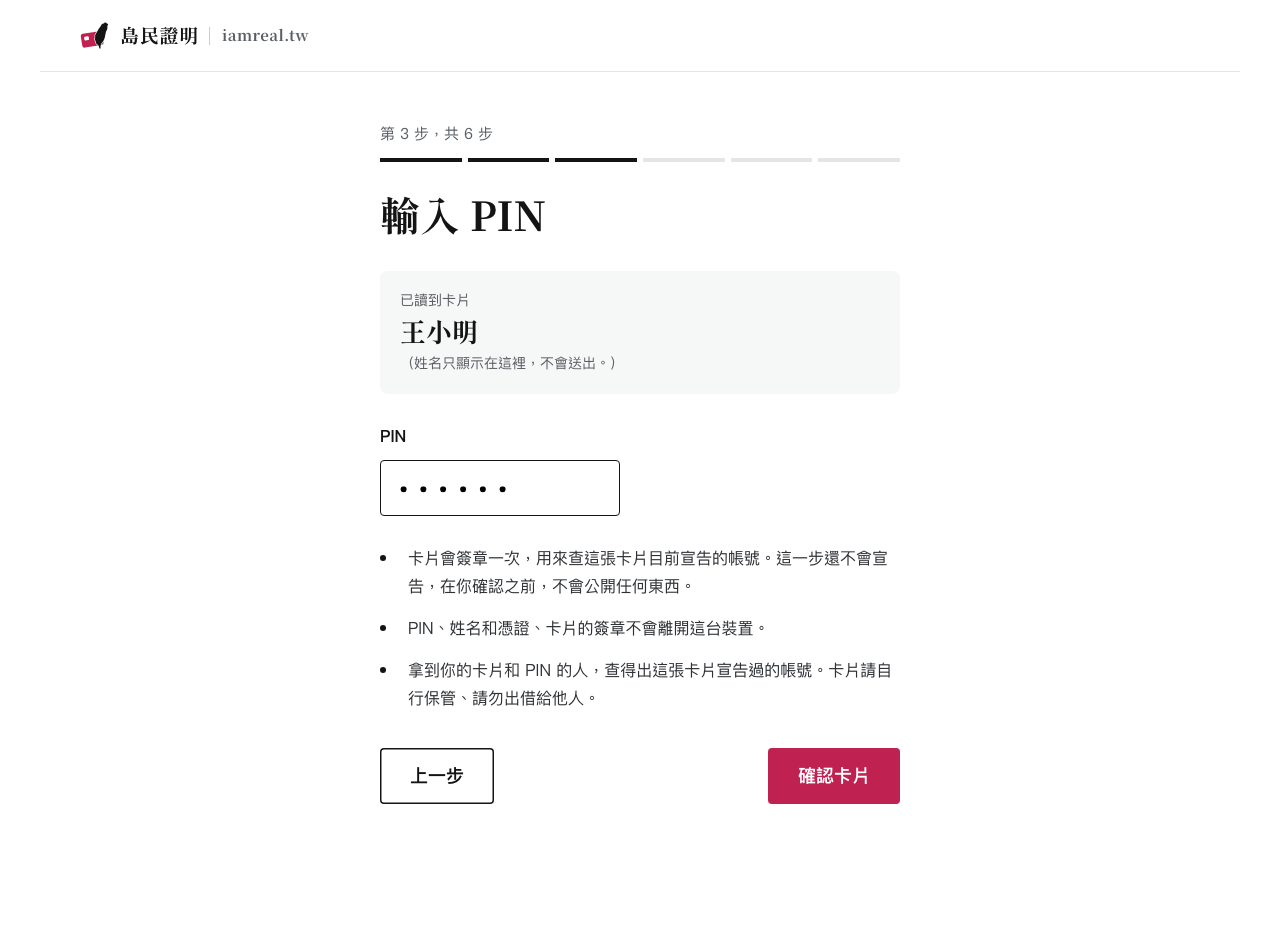 島民證明 iamreal.tw
第 3 步，共 6 步
輸入 PIN
已讀到卡片
王小明
（姓名只顯示在這裡，不會送出。）
PIN
卡片會簽章一次，用來查這張卡片目前宣告的帳號。這一步還不會宣
告，在你確認之前，不會公開任何東西。
PIN、姓名和憑證、卡片的簽章不會離開這台裝置。
拿到你的卡片和 PIN 的人，查得出這張卡片宣告過的帳號。卡片請自
行保管、請勿出借給他人。
上一步
確認卡片